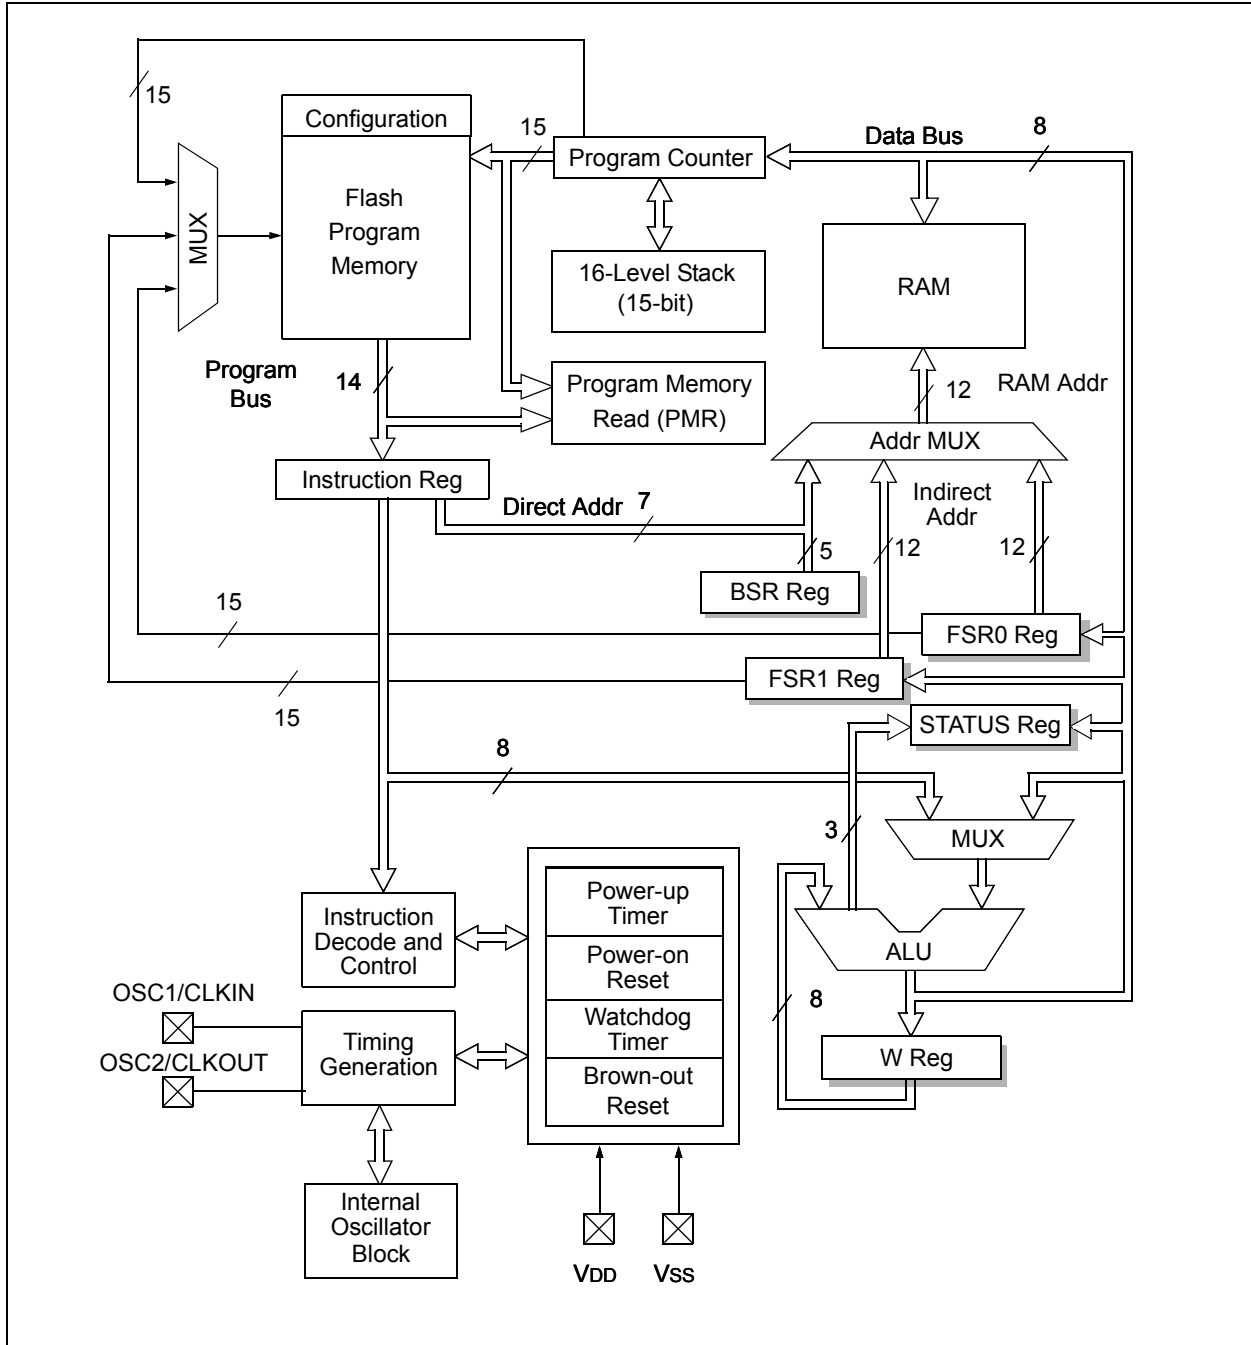 15
Configuration
15
Program Counter
Data Bus
8
MUX
Flash
Program
Memory
16-Level Stack
(15-bit)
RAM
Program
Bus
14
Program Memory
Read (PMR)
12
RAM Addr
Addr MUX
Instruction Reg
Direct Addr
7
Indirect
Addr
5
12
12
BSR Reg
15
FSR0 Reg
FSR1 Reg
15
STATUS Reg
8
3
MUX
Power-up
Timer
Instruction
Decode and
Control
Power-on
Reset
ALU
OSC1/CLKIN
8
Timing
Generation
Watchdog
Timer
W Reg
OSC2/CLKOUT
Brown-out
Reset
Internal
Oscillator
Block
VDD
VSS